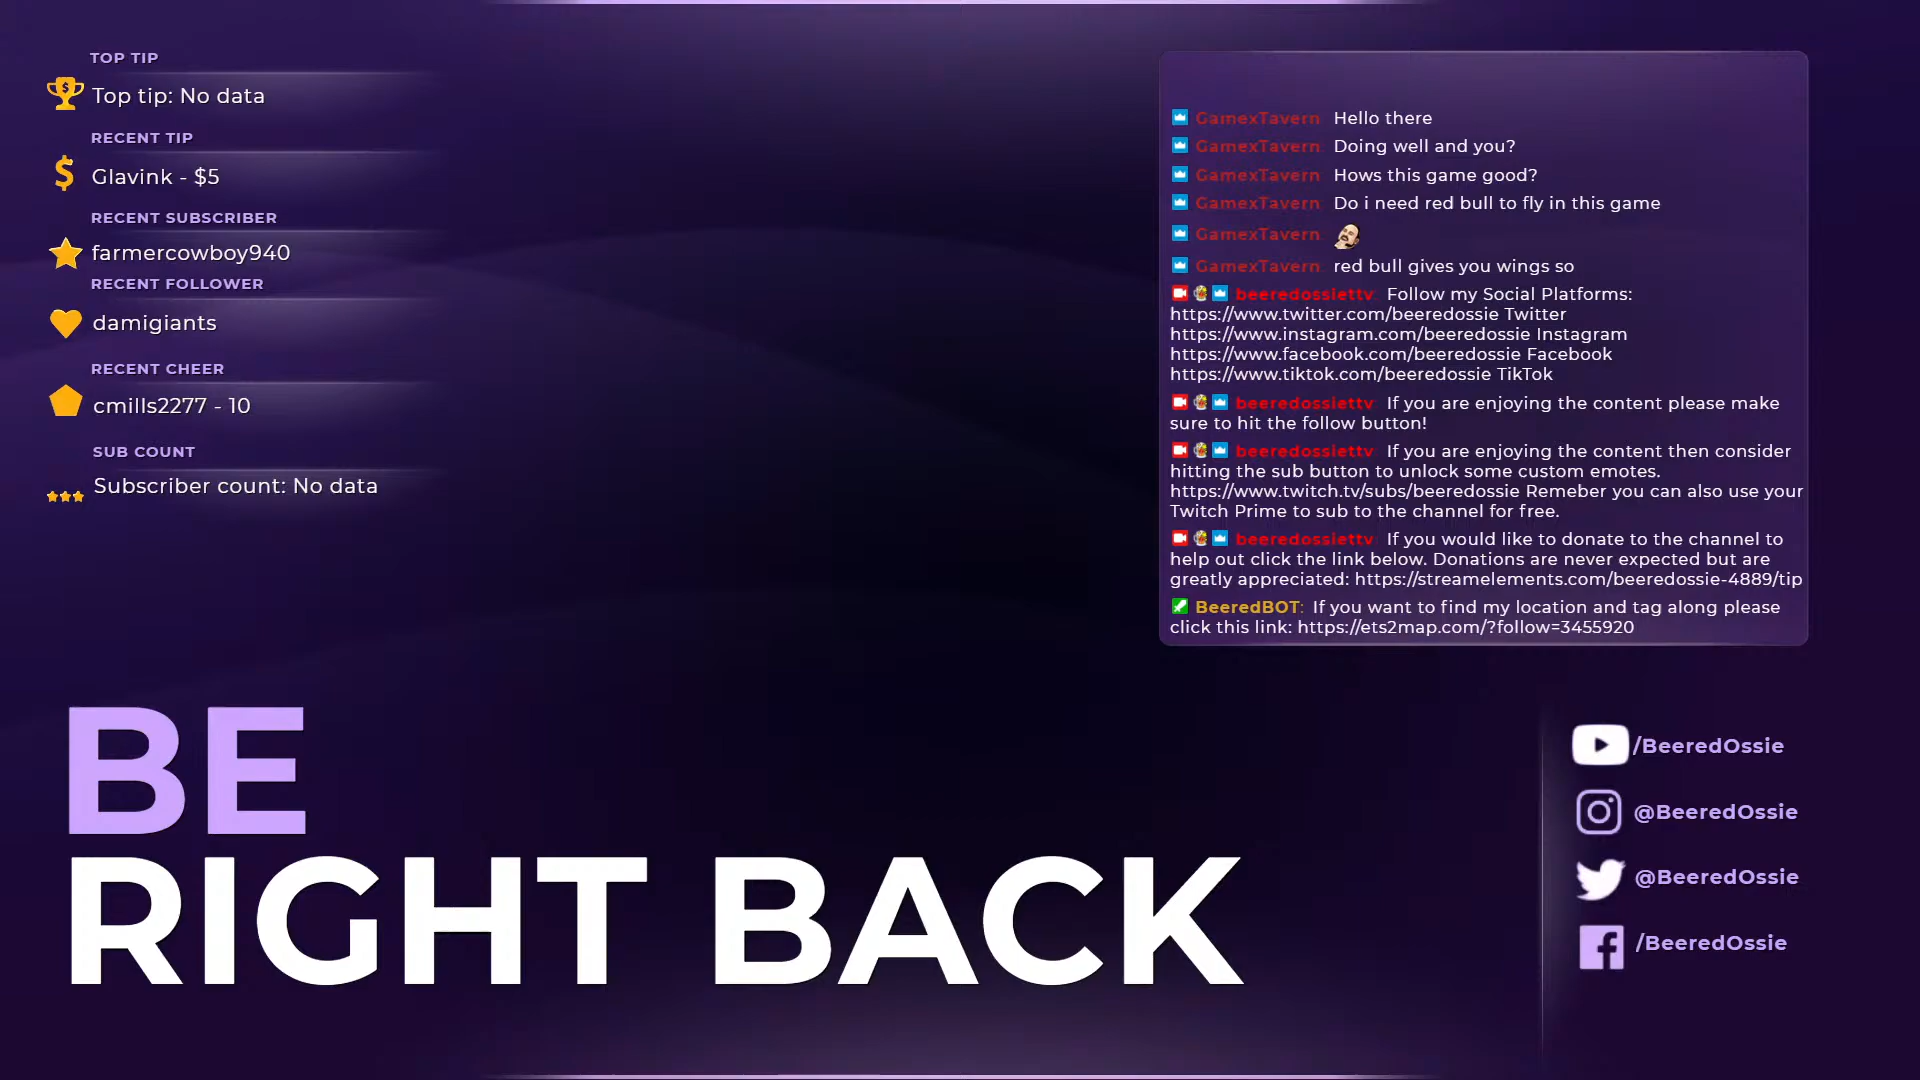 TOP TIP
Top tip: No data
RECENT TIP
Glavink - $5
RECENT SUBSCRIBER
farmercowboy940
RECENT FOLLOWER
damigiants
RECENT CHEER
cmills2277 - 10
SUB COUNT
Subscriber count: No data
GamexTavern: Hello there
GamexTavern: Doing well and you?
GamexTavern: Hows this game good?
GamexTavern: Do i need red bull to fly in this game
GamexTavern:
GamexTavern: red bull gives you wings so
beeredossiettv: Follow my Social Platforms:
https://www.twitter.com/beeredossie Twitter
https://www.instagram.com/beeredossie Instagram
https://www.facebook.com/beeredossie Facebook
https://www.tiktok.com/beeredossie TikTok
beeredossiettv: If you are enjoying the content please make
sure to hit the follow button!
beeredossiettv: If you are enjoying the content then consider
hitting the sub button to unlock some custom emotes.
https://www.twitch.tv/subs/beeredossie Remeber you can also use your
Twitch Prime to sub to the channel for free.
beeredossiettv: If you would like to donate to the channel to
help out click the link below. Donations are never expected but are
greatly appreciated: https://streamelements.com/beeredossie-4889/tip
BeeredBOT: If you want to find my location and tag along please
click this link: https://ets2map.com/?follow=3455920
BE
RIGHT BACK
/BeeredOssie
@BeeredOssie
@BeeredOssie
/BeeredOssie